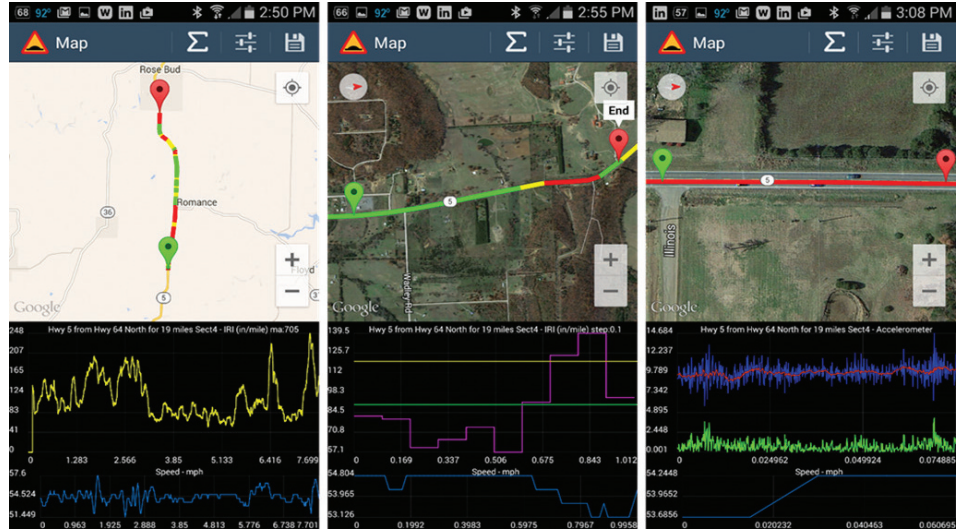 68 92° 2:50 PM
Map Σ
Rose Bud
36
Romance
5
Floyd
Google
+
−
Hwy 5 from Hwy 64 North for 19 miles Sect4 - IRI (in/mile) ma:705
248
207
165
124
83
41
0
0 1.283 2.566 3.85 5.133 6.416 7.699
Speed - mph
57.6
54.524
51.449
0 0.963 1.925 2.888 3.85 4.813 5.776 6.738 7.701
66 92° 2:55 PM
Map Σ
End
5
Wadley Rd
Google
+
−
Hwy 5 from Hwy 64 North for 19 miles Sect4 - IRI (in/mile) step:0.1
139.5
125.7
112
98.3
84.5
70.8
57.1
0 0.169 0.337 0.506 0.675 0.843 1.012
Speed - mph
54.804
53.965
53.126
0 0.1992 0.3983 0.5975 0.7967 0.9958
57 92° 3:08 PM
Map Σ
5
Illinois
Google
+
−
Hwy 5 from Hwy 64 North for 19 miles Sect4 - Accelerometer
14.684
12.237
9.789
7.342
4.895
2.448
0.001
0 0.024962 0.049924 0.074885
Speed - mph
54.2448
53.9652
53.6856
0 0.020232 0.040463 0.060695